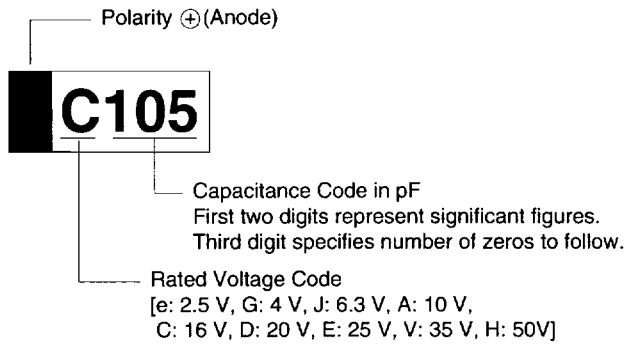 Polarity ⊕ (Anode)
C105
Capacitance Code in pF
First two digits represent significant figures.
Third digit specifies number of zeros to follow.
Rated Voltage Code
[e: 2.5 V, G: 4 V, J: 6.3 V, A: 10 V,
C: 16 V, D: 20 V, E: 25 V, V: 35 V, H: 50V]